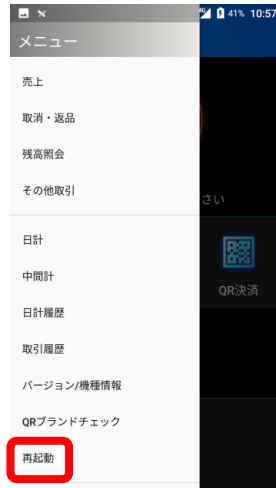 4G 41% 10:57
メニュー
売上
取消・返品
残高照会
その他取引
さい
日計
中間計
QR決済
日計履歴
取引履歴
バージョン/機種情報
QRブランドチェック
再起動